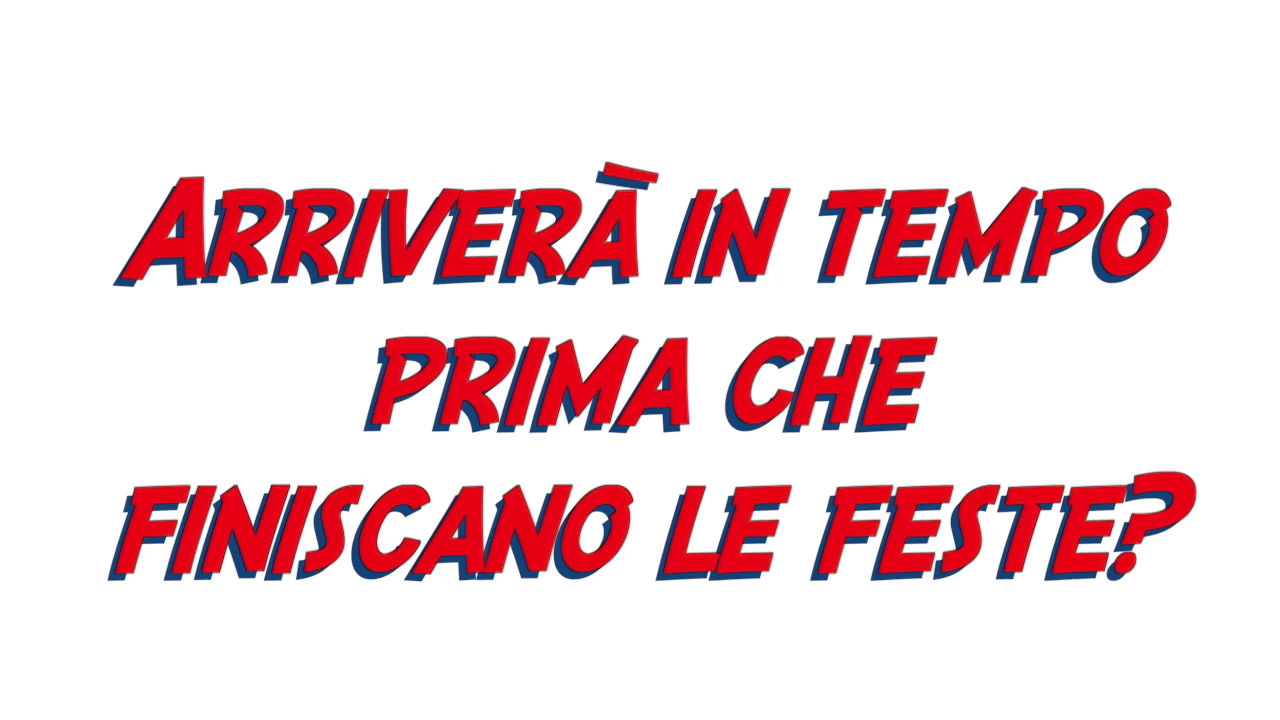 ARRIVERÀ IN TEMPO
PRIMA CHE
FINISCANO LE FESTE?